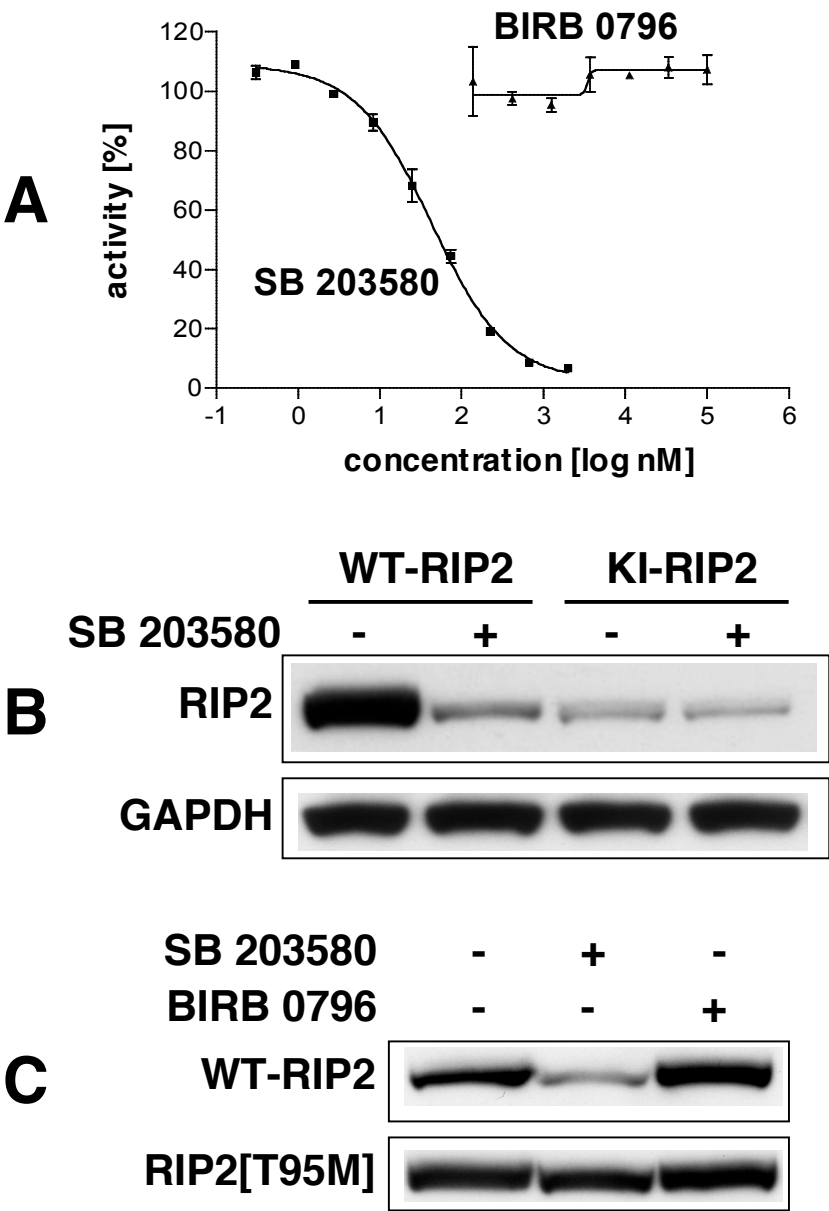 A
BIRB 0796
120
100
80
60
40
20
0
activity [%]
SB 203580
-1 0 1 2 3 4 5 6
concentration [log nM]
B
WT-RIP2 KI-RIP2
SB 203580 - + - +
RIP2
GAPDH
C
SB 203580 - + -
BIRB 0796 - - +
WT-RIP2
RIP2[T95M]